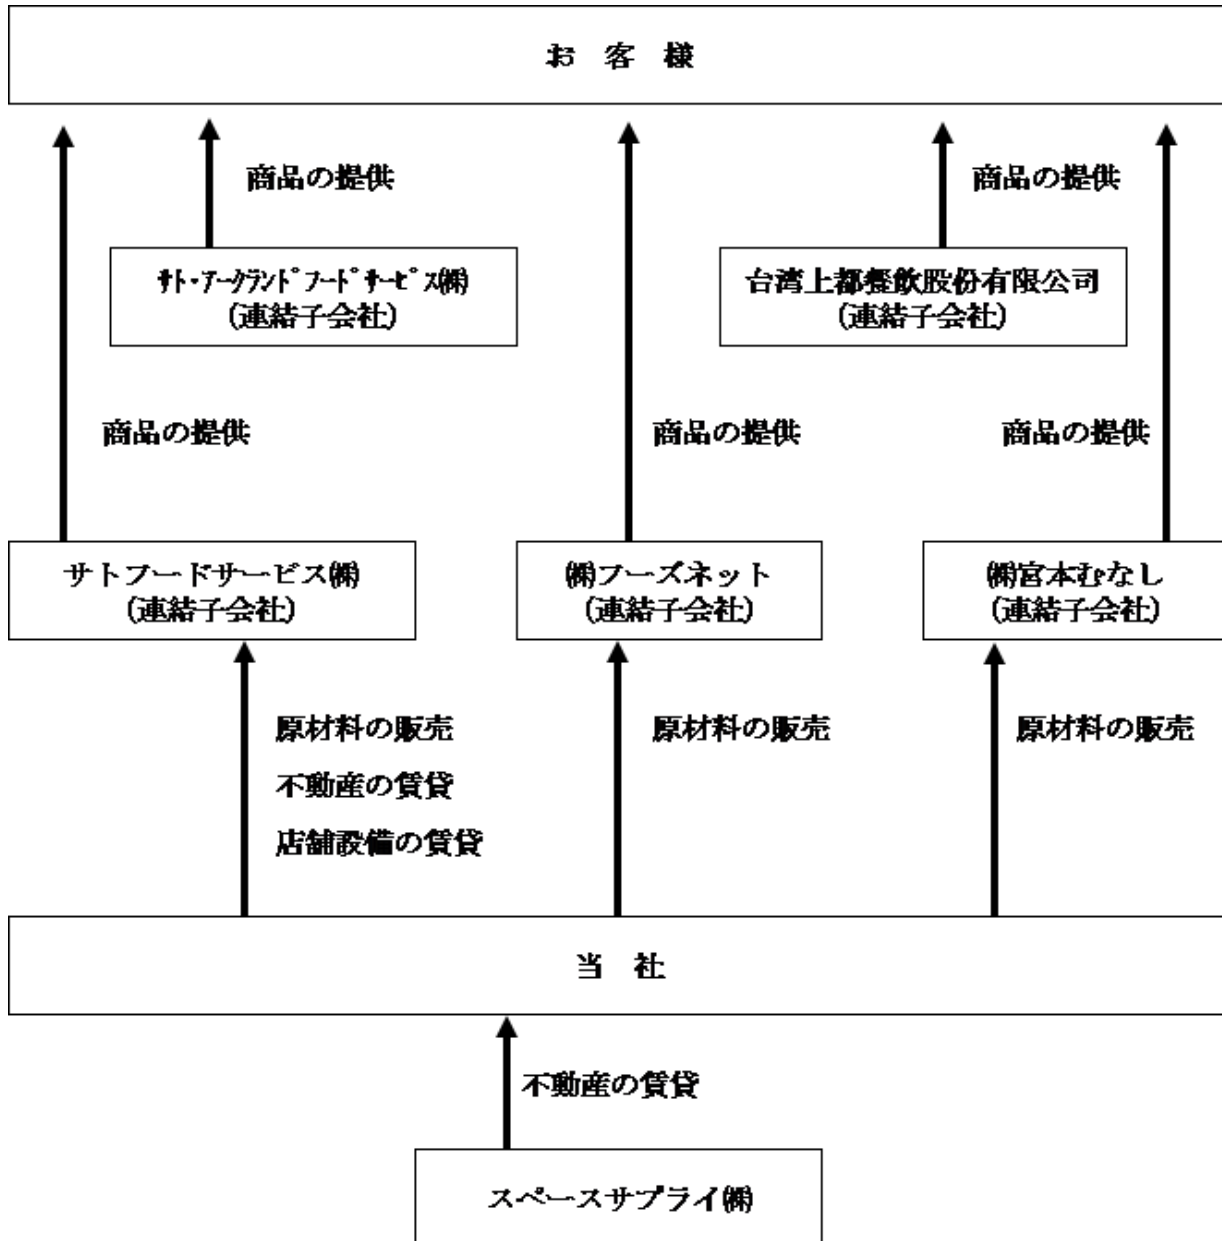 お 客 様
商品の提供
商品の提供
ｻﾄ･ｱｰｸﾗﾝﾄﾞﾌｰﾄﾞｻｰﾋﾞｽ㈱
（連結子会社）
台湾上都餐飲股份有限公司
（連結子会社）
商品の提供
商品の提供
商品の提供
サトフードサービス㈱
（連結子会社）
㈱フーズネット
（連結子会社）
㈱宮本むなし
（連結子会社）
原材料の販売
不動産の賃貸
店舗設備の賃貸
原材料の販売
原材料の販売
当 社
不動産の賃貸
スペースサプライ㈱